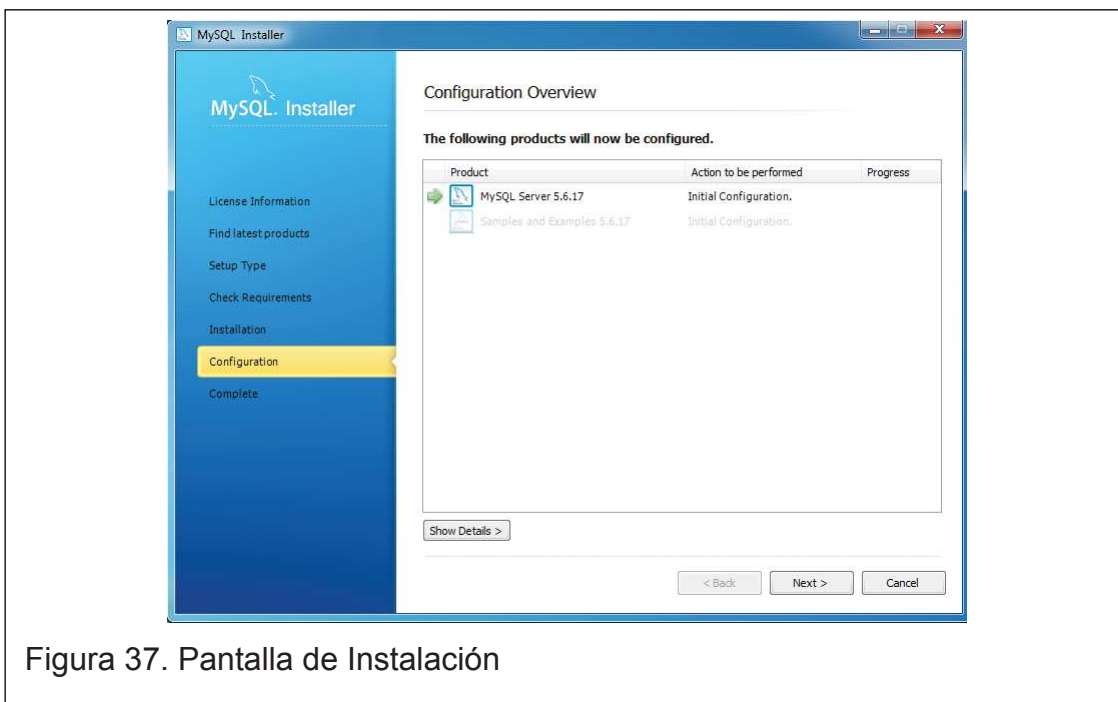 MySQL Installer
MySQL. Installer
License Information
Find latest products
Setup Type
Check Requirements
Installation
Configuration
Complete
Configuration Overview
The following products will now be configured.
Product Action to be performed Progress
MySQL Server 5.6.17 Initial Configuration.
Samples and Examples 5.6.17 Initial Configuration.
Show Details >
< Back Next > Cancel
Figura 37. Pantalla de Instalación